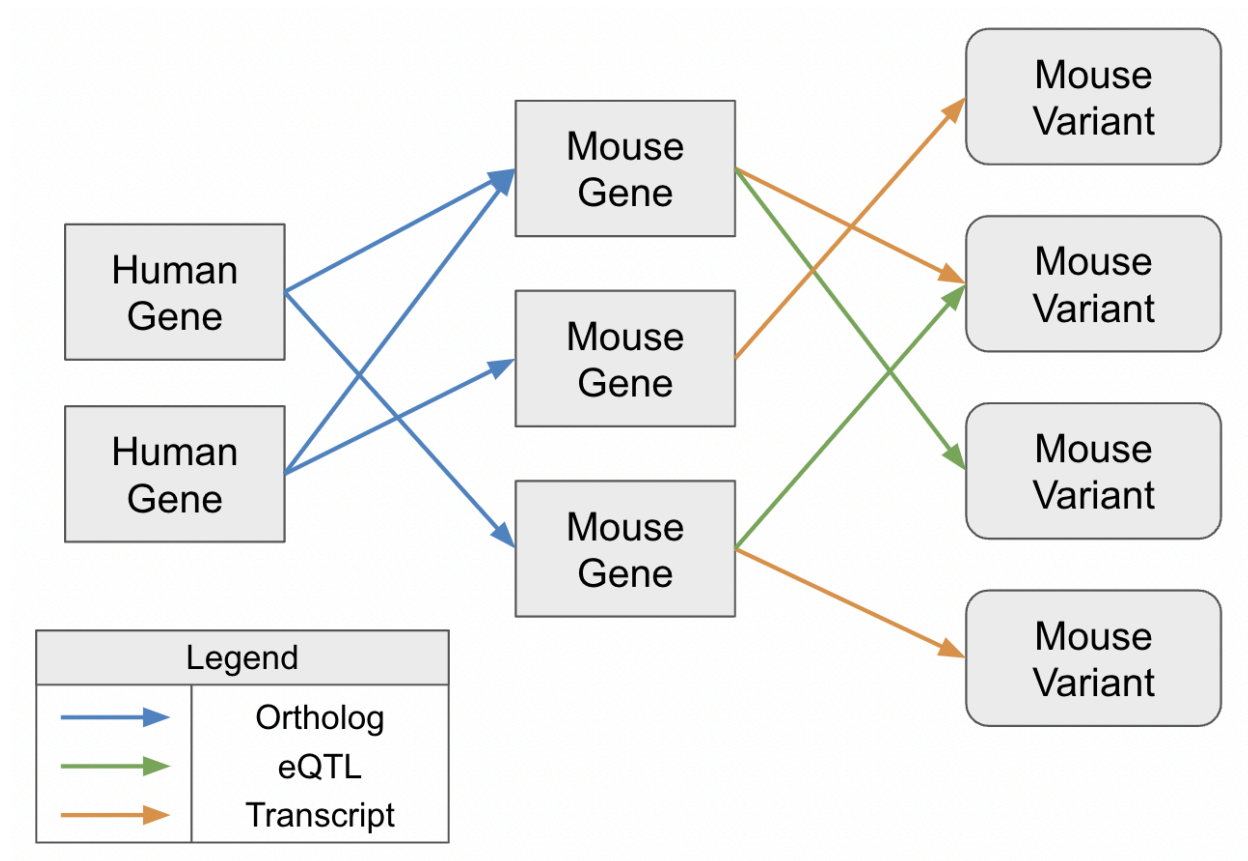 Human
Gene
Human
Gene
Mouse
Gene
Mouse
Gene
Mouse
Gene
Mouse
Variant
Mouse
Variant
Mouse
Variant
Mouse
Variant
Legend
Ortholog
eQTL
Transcript